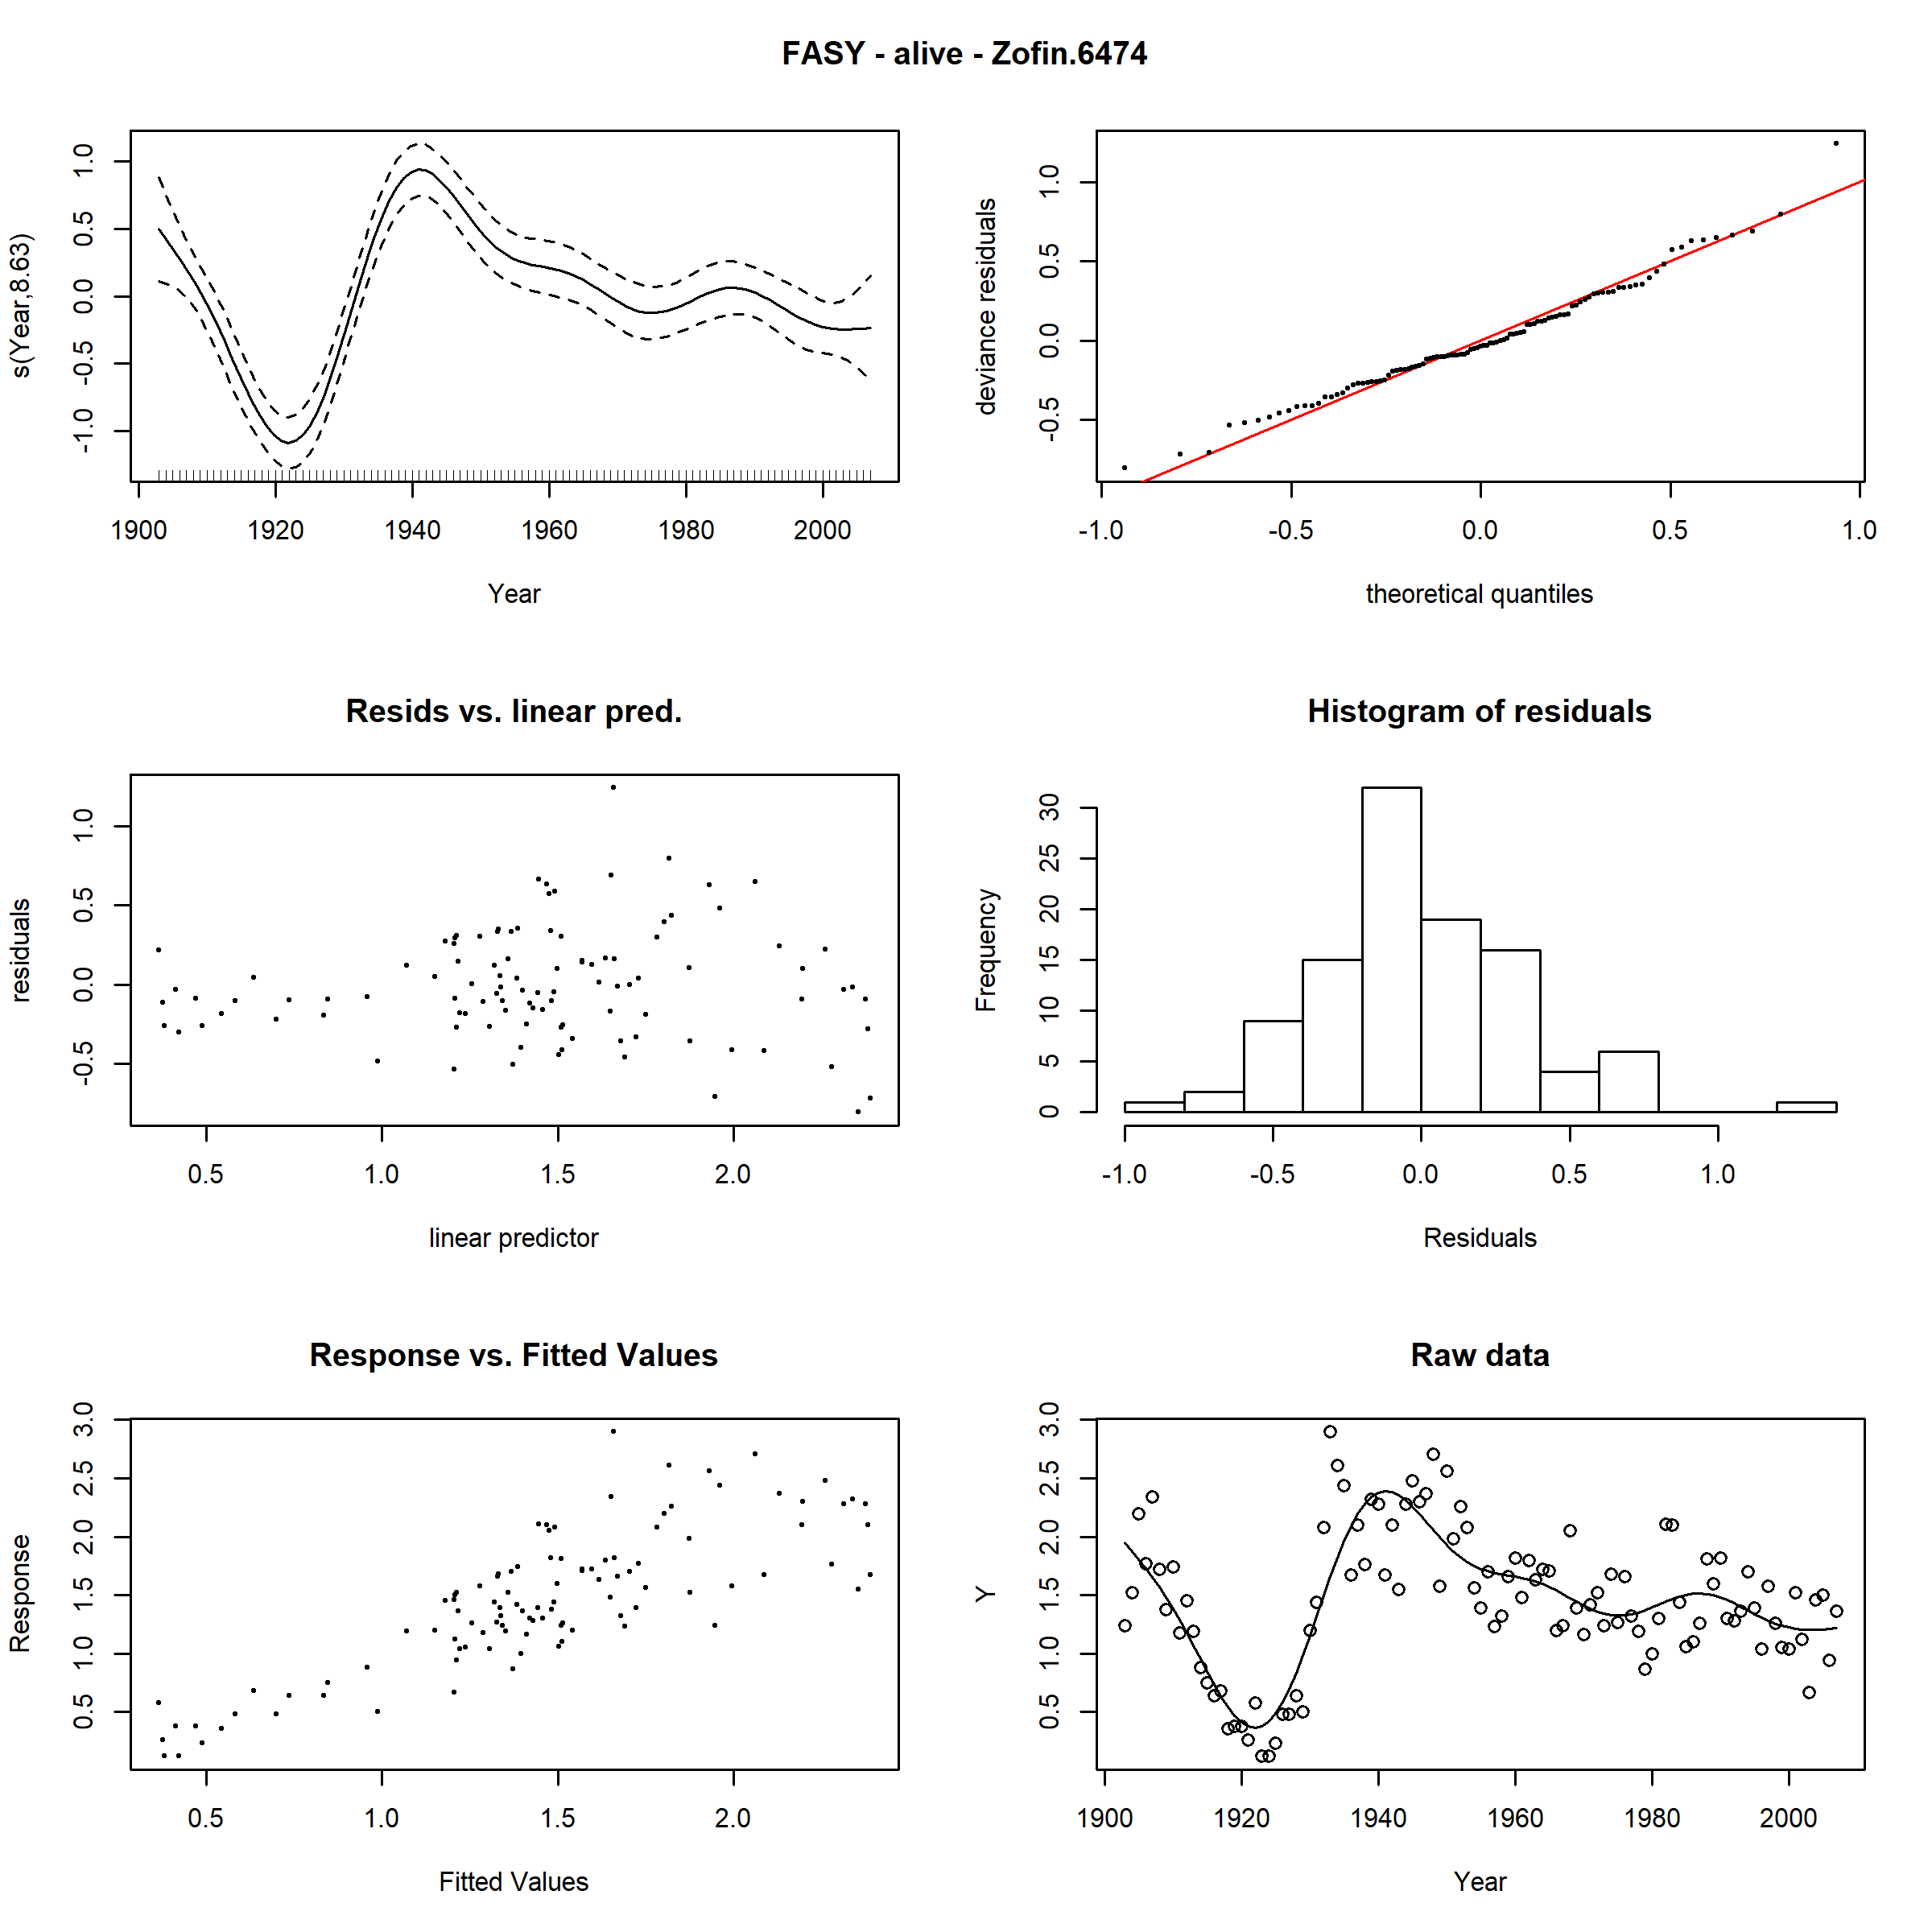 FASY - alive - Zofin.6474
s(Year,8.63)
-1.0 -0.5 0.0 0.5 1.0
1900 1920 1940 1960 1980 2000
Year
deviance residuals
-0.5 0.0 0.5 1.0
-1.0 -0.5 0.0 0.5 1.0
theoretical quantiles
Resids vs. linear pred.
residuals
-0.5 0.0 0.5 1.0
0.5 1.0 1.5 2.0
linear predictor
Histogram of residuals
Frequency
0 5 10 15 20 25 30
-1.0 -0.5 0.0 0.5 1.0
Residuals
Response vs. Fitted Values
Response
0.5 1.0 1.5 2.0 2.5 3.0
0.5 1.0 1.5 2.0
Fitted Values
Raw data
Y
0.5 1.0 1.5 2.0 2.5 3.0
1900 1920 1940 1960 1980 2000
Year